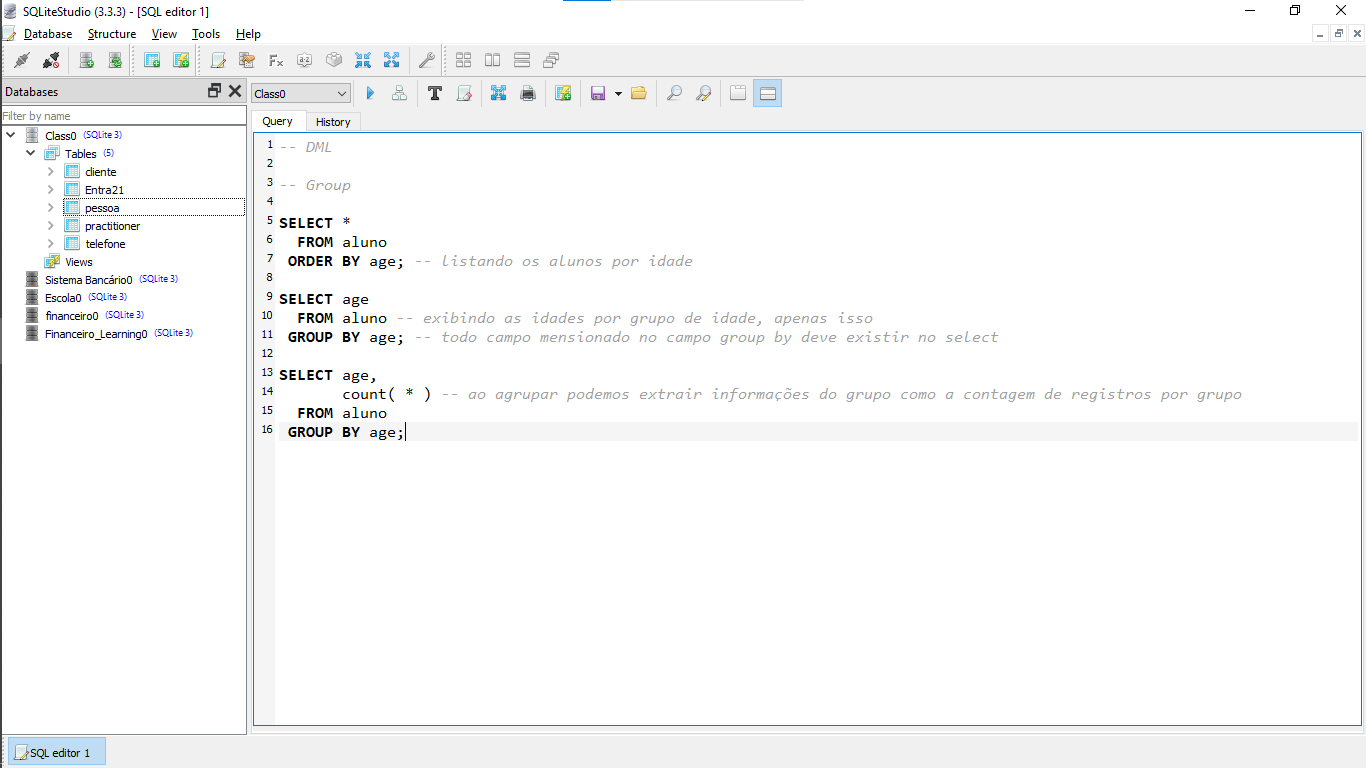 SQLiteStudio (3.3.3) - [SQL editor 1]
Database Structure View Tools Help
Databases
Filter by name
Class0 (SQLite 3)
Tables (5)
cliente
Entra21
pessoa
practitioner
telefone
Views
Sistema Bancário0 (SQLite 3)
Escola0 (SQLite 3)
financeiro0 (SQLite 3)
Financeiro_Learning0 (SQLite 3)
Class0
Query History
1 -- DML
2
3 -- Group
4
5 SELECT *
6 FROM aluno
7 ORDER BY age; -- listando os alunos por idade
8
9 SELECT age
10 FROM aluno -- exibindo as idades por grupo de idade, apenas isso
11 GROUP BY age; -- todo campo mensionado no campo group by deve existir no select
12
13 SELECT age,
14 count( * ) -- ao agrupar podemos extrair informações do grupo como a contagem de registros por grupo
15 FROM aluno
16 GROUP BY age;
SQL editor 1